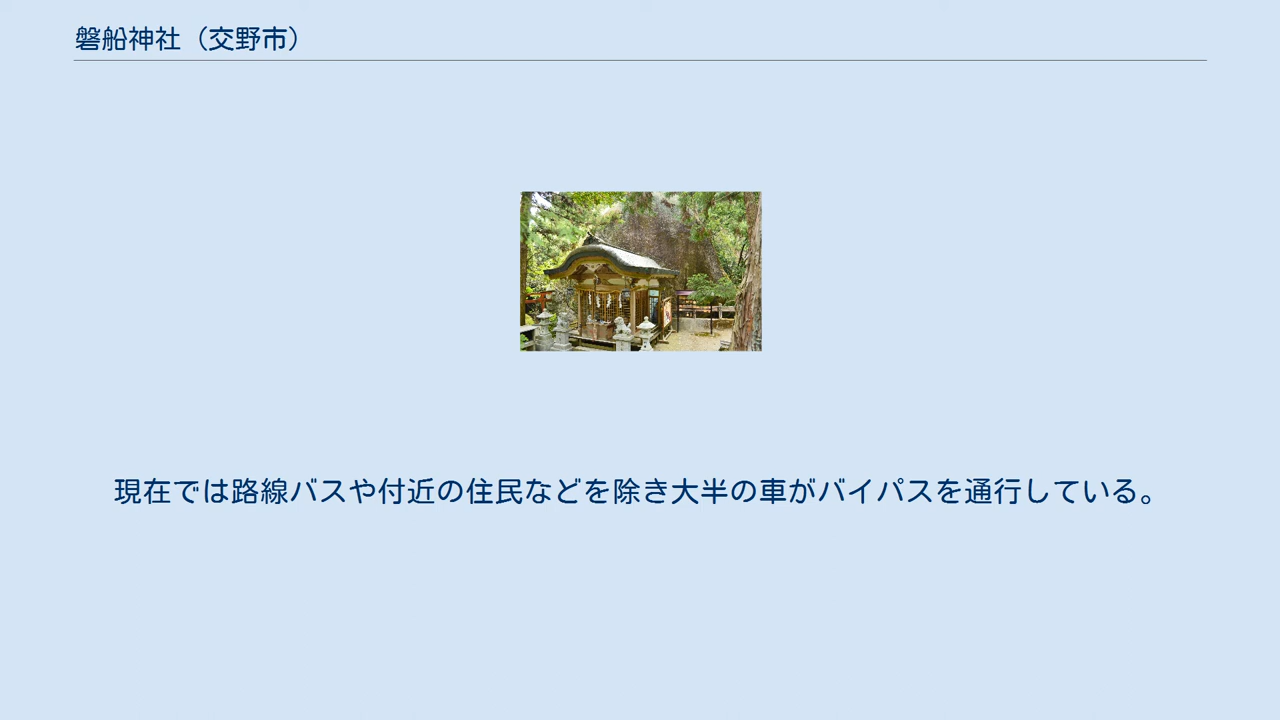 磐船神社（交野市）
現在では路線バスや付近の住民などを除き大半の車がバイパスを通行している。